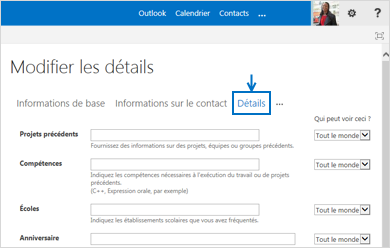 Outlook Calendrier Contacts ... ?
Modifier les détails
Informations de base Informations sur le contact Détails ...
Qui peut voir ceci ?
Projets précédents Tout le monde
Fournissez des informations sur des projets, équipes ou groupes précédents.
Compétences Tout le monde
Indiquez les compétences nécessaires à l'exécution du travail ou de projets
précédents.
(C++, Expression orale, par exemple)
Écoles Tout le monde
Indiquez les établissements scolaires que vous avez fréquentés.
Anniversaire Tout le monde